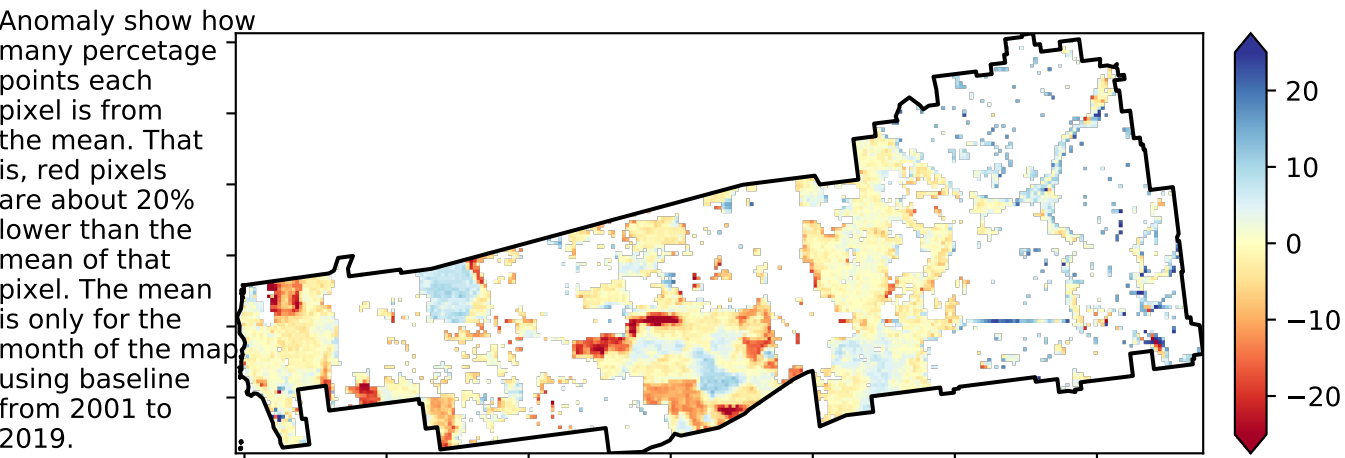 Anomaly show how
many percetage
points each
pixel is from
the mean. That
is, red pixels
are about 20%
lower than the
mean of that
pixel. The mean
is only for the
month of the map
using baseline
from 2001 to
2019.
20
10
0
−10
−20